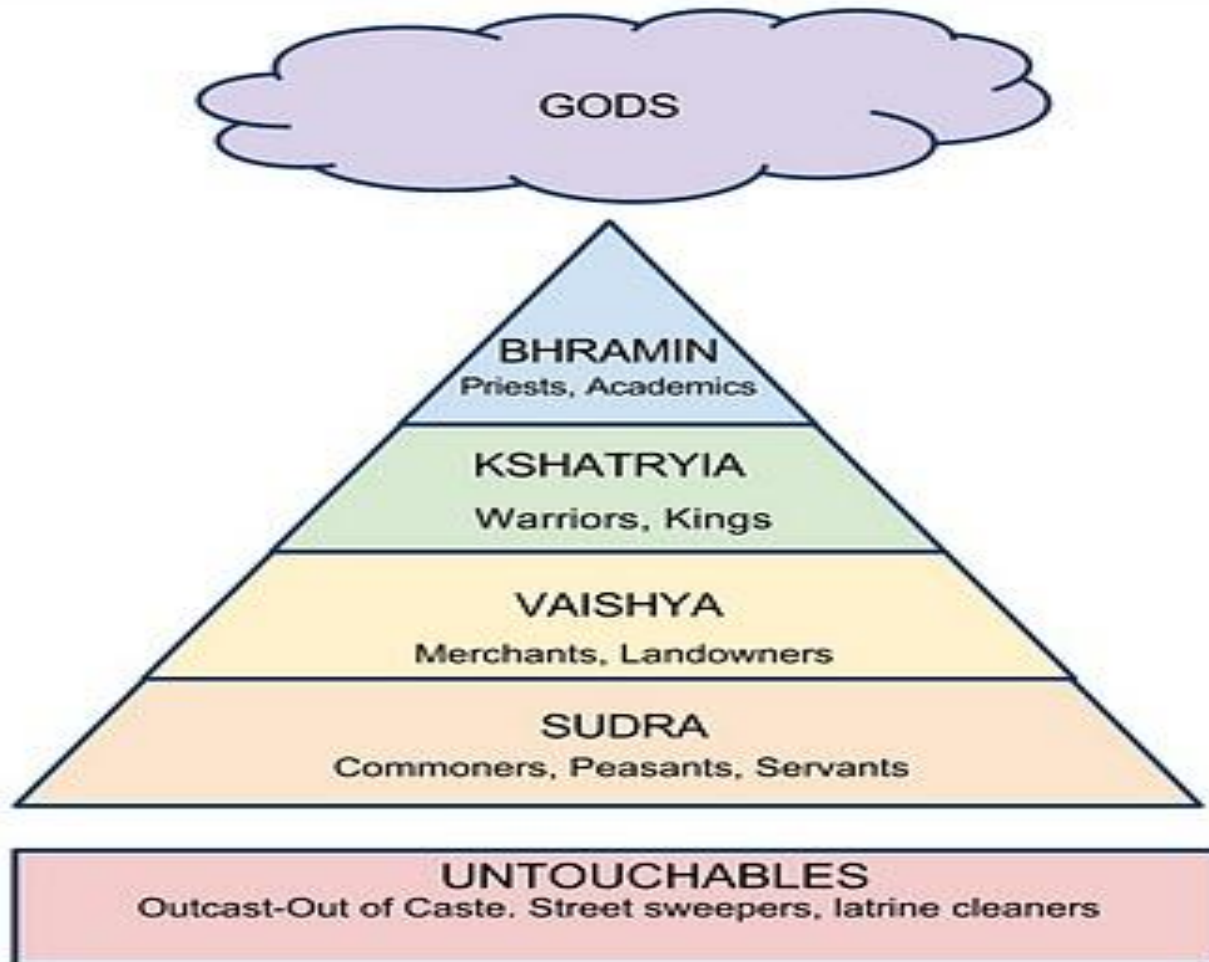 GODS
BHRAMIN
Priests, Academics
KSHATRYIA
Warriors, Kings
VAISHYA
Merchants, Landowners
SUDRA
Commoners, Peasants, Servants
UNTOUCHABLES
Outcast-Out of Caste. Street sweepers, latrine cleaners